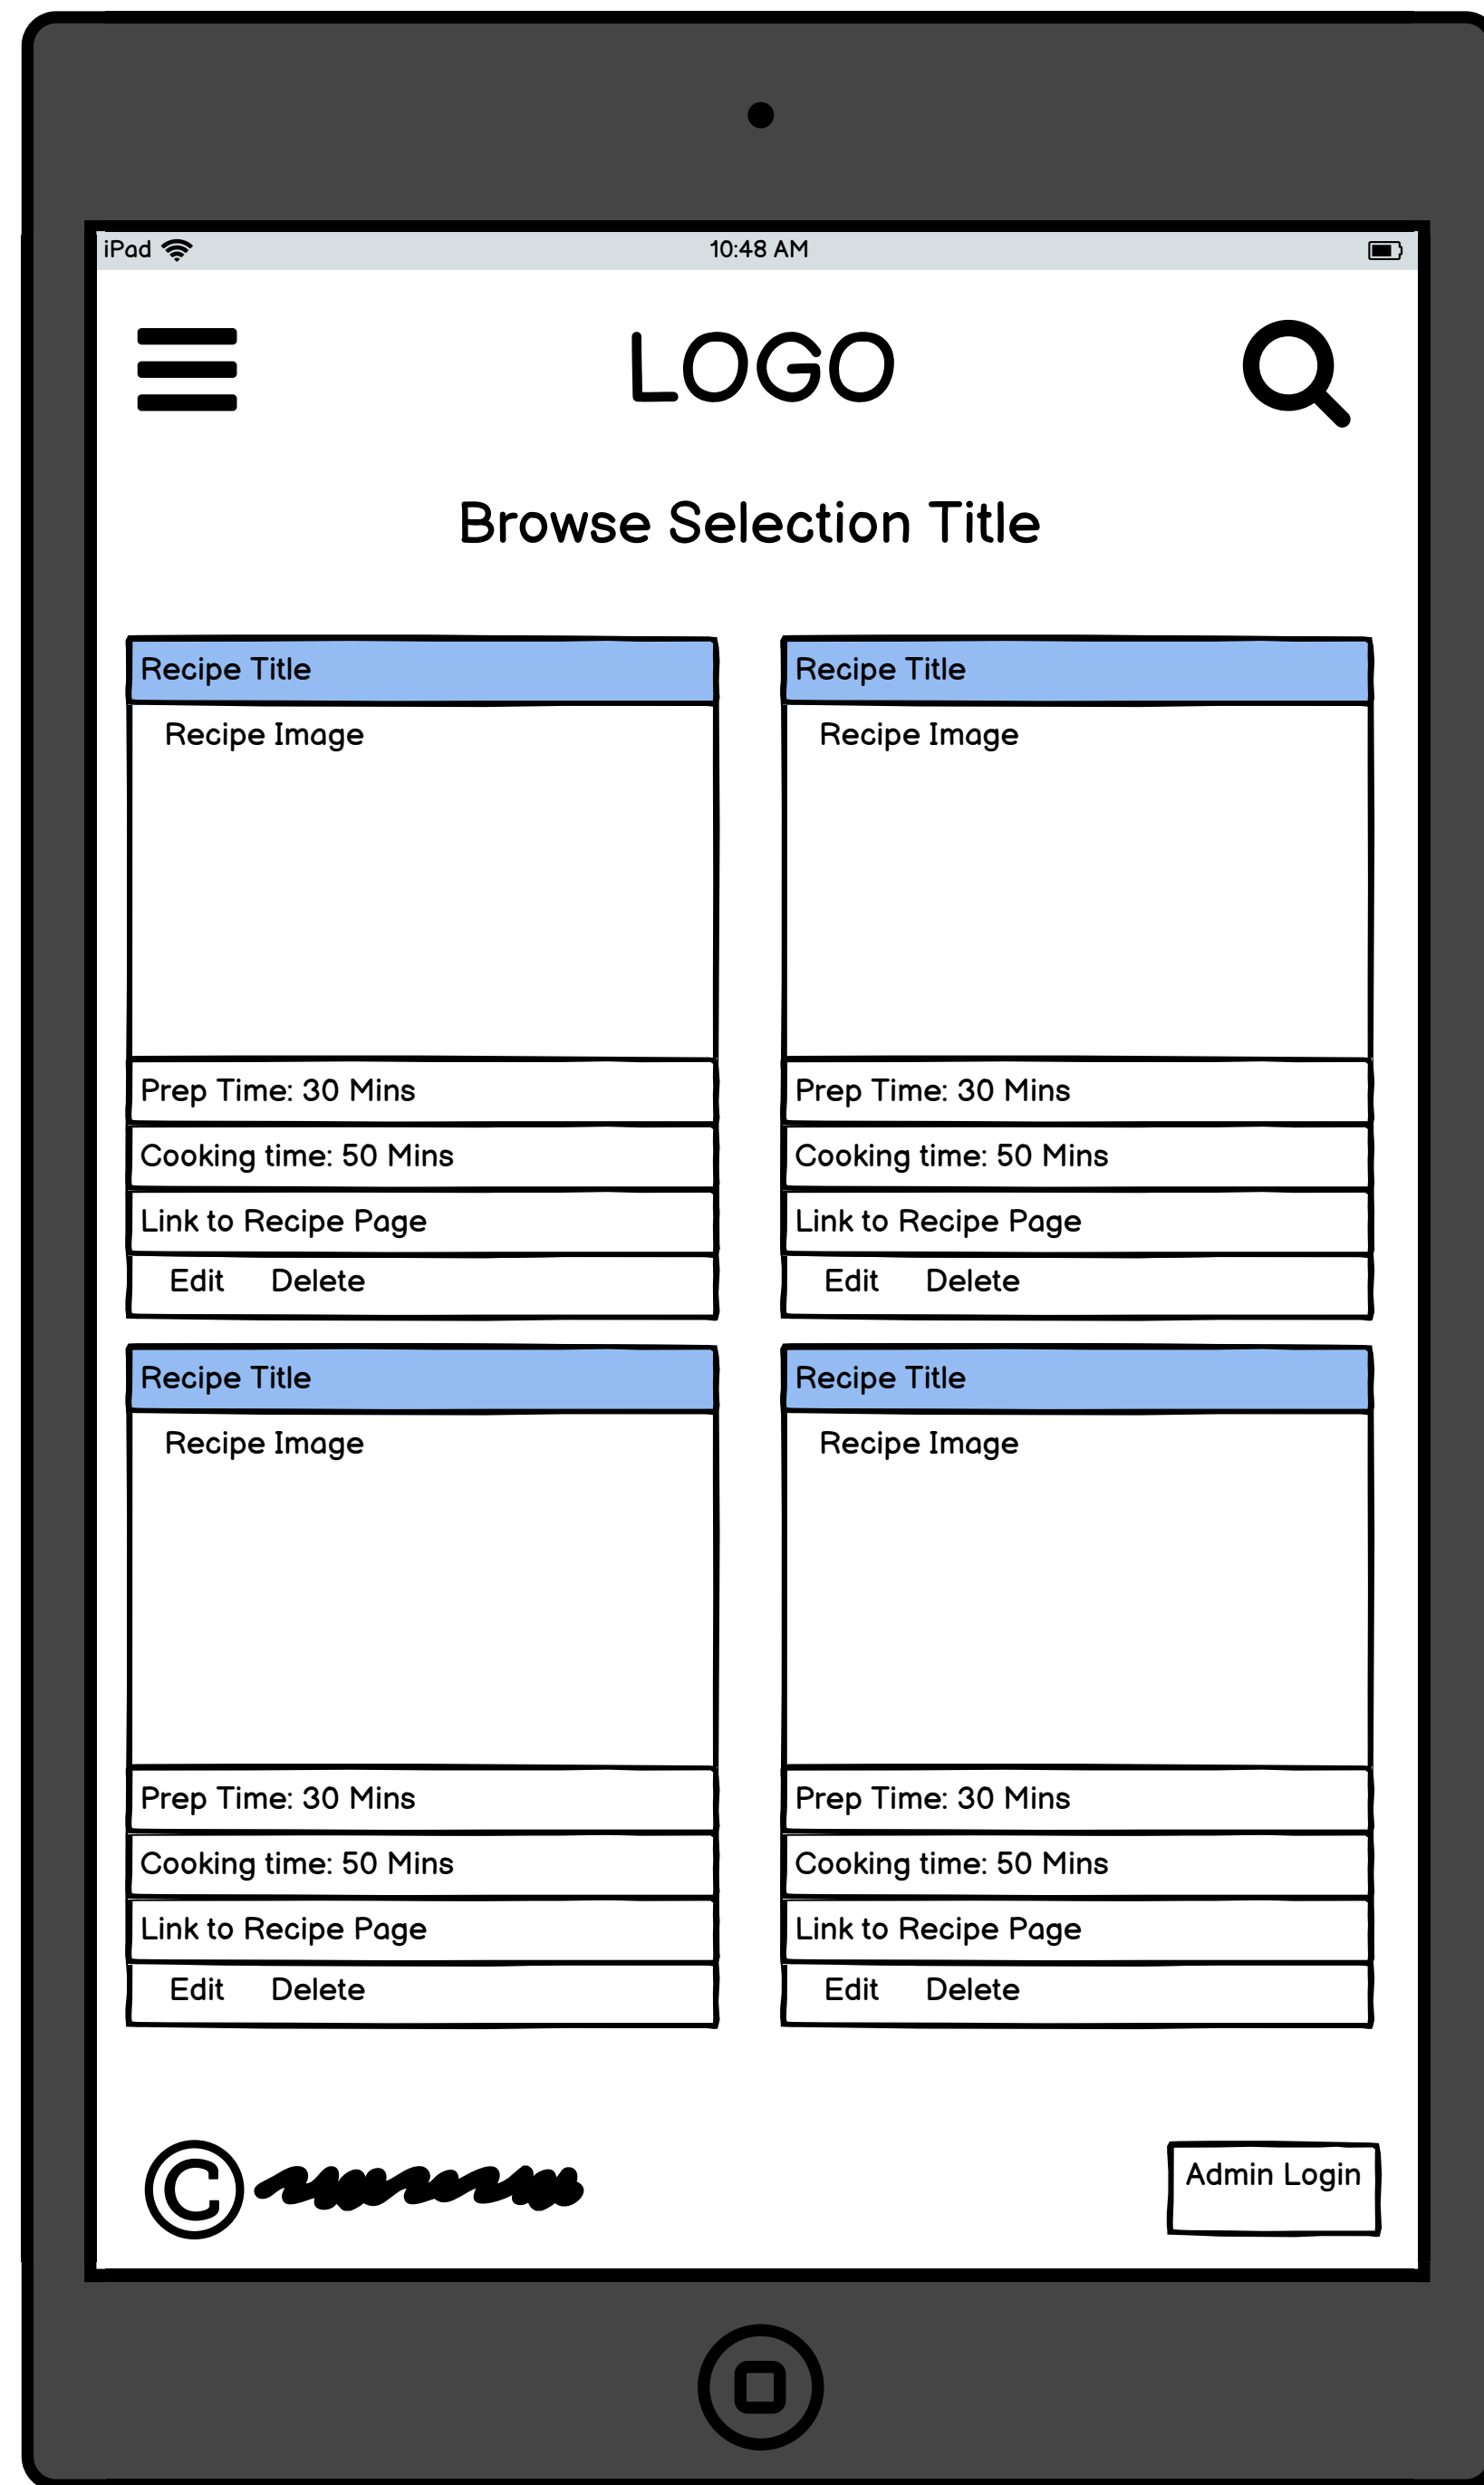 iPad 10:48 AM
LOGO
Browse Selection Title
Recipe Title
Recipe Image
Prep Time: 30 Mins
Cooking time: 50 Mins
Link to Recipe Page
Edit Delete
Recipe Title
Recipe Image
Prep Time: 30 Mins
Cooking time: 50 Mins
Link to Recipe Page
Edit Delete
Recipe Title
Recipe Image
Prep Time: 30 Mins
Cooking time: 50 Mins
Link to Recipe Page
Edit Delete
Recipe Title
Recipe Image
Prep Time: 30 Mins
Cooking time: 50 Mins
Link to Recipe Page
Edit Delete
©
Admin Login